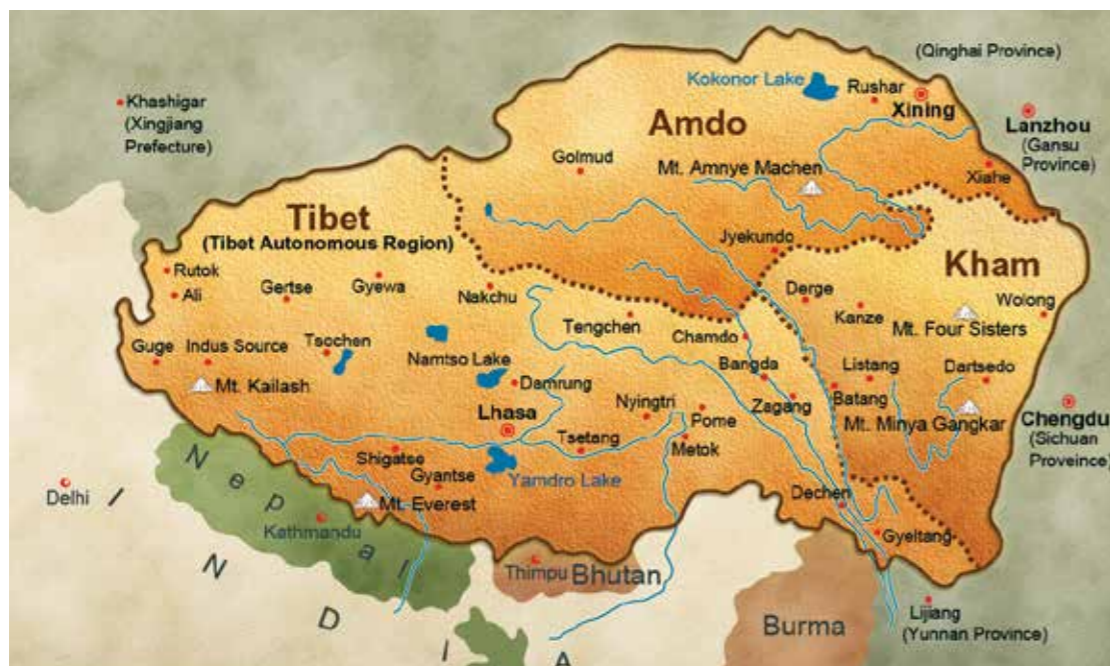 (Qinghai Province)
Kokonor Lake
Rushar
Xining
Khashigar
(Xingjiang
Prefecture)
Amdo
Lanzhou
(Gansu
Province)
Golmud
Mt. Amnye Machen
Xiahe
Tibet
(Tibet Autonomous Region)
Jyekundo
Kham
Rutok
Ali
Gertse
Gyewa
Nakchu
Derge
Kanze
Wolong
Mt. Four Sisters
Tengchen
Chamdo
Guge
Indus Source
Tsochen
Namtso Lake
Bangda
Listang
Dartsedo
Mt. Kailash
Damrung
Zagang
Batang
Lhasa
Nyingtri
Pome
Mt. Minya Gangkar
Chengdu
(Sichuan
Proveince)
Tsetang
Metok
Shigatse
Gyantse
Yamdro Lake
Delhi
Mt. Everest
Dechen
Nepal
Kathmandu
Gyeltang
Thimpu
Bhutan
INDIA
Burma
Lijiang
(Yunnan Province)